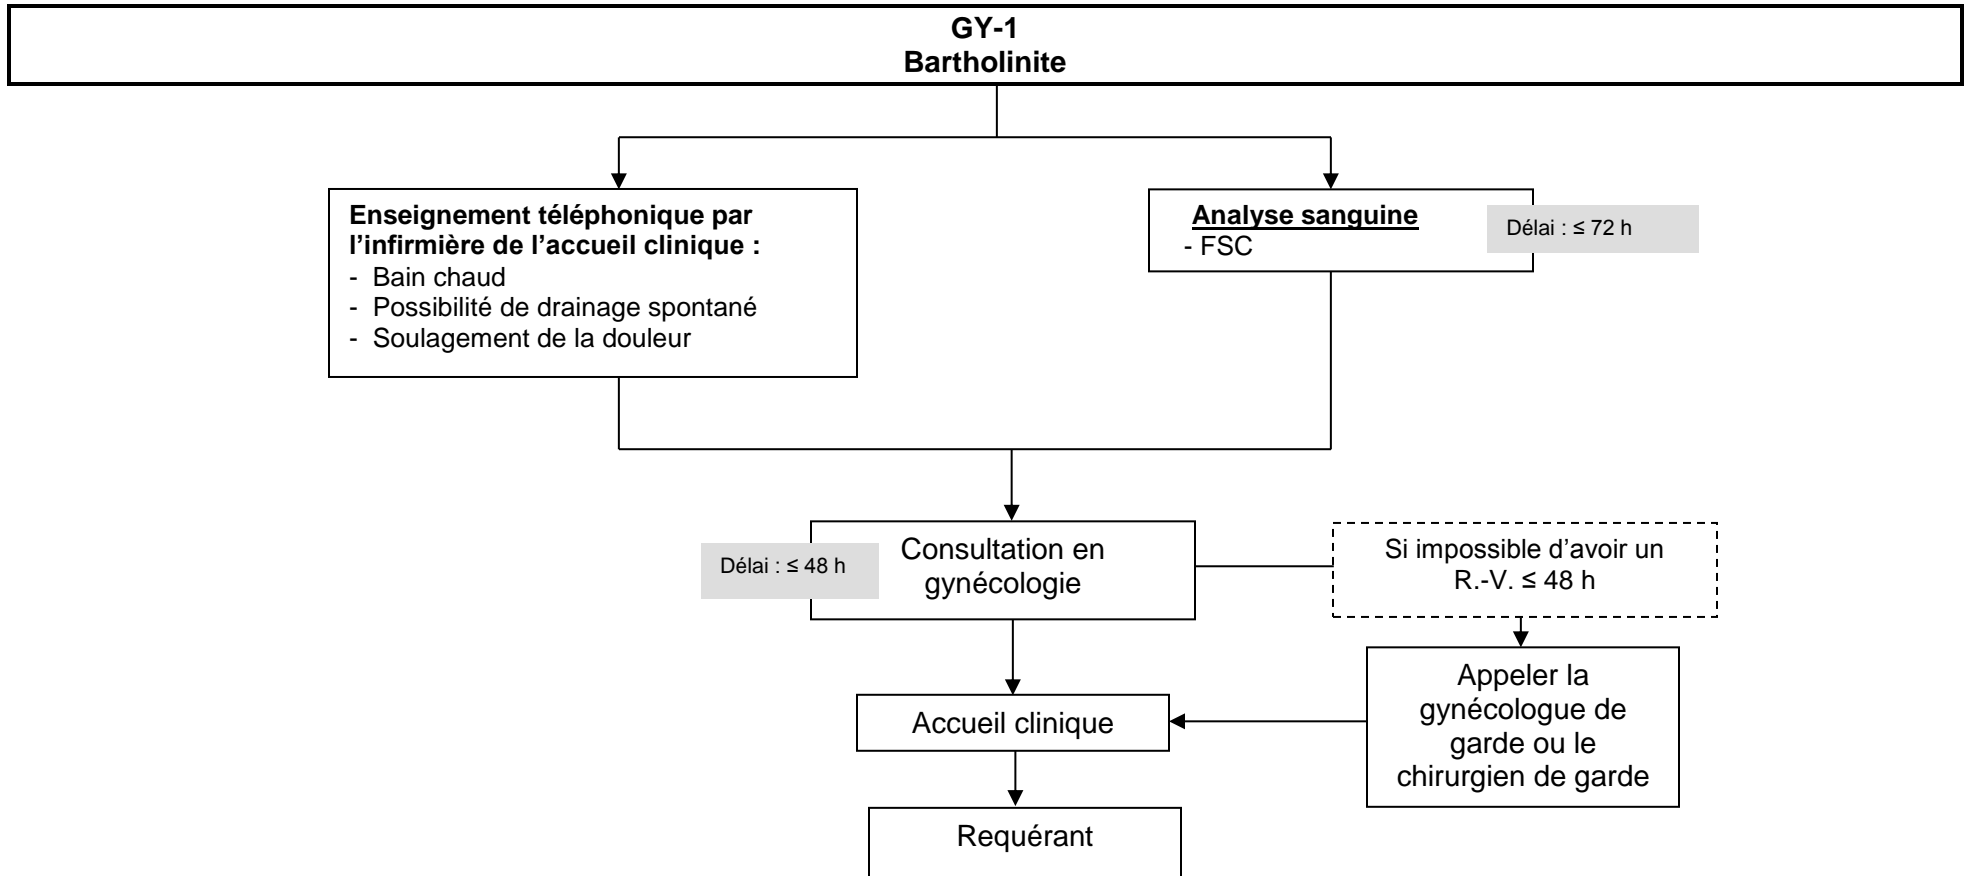 GY-1
Bartholinite
Enseignement téléphonique par
l’infirmière de l’accueil clinique :
- Bain chaud
- Possibilité de drainage spontané
- Soulagement de la douleur
Analyse sanguine
- FSC
Délai : ≤ 72 h
Délai : ≤ 48 h
Consultation en
gynécologie
Si impossible d’avoir un
R.-V. ≤ 48 h
Appeler la
gynécologue de
garde ou le
chirurgien de garde
Accueil clinique
Requérant